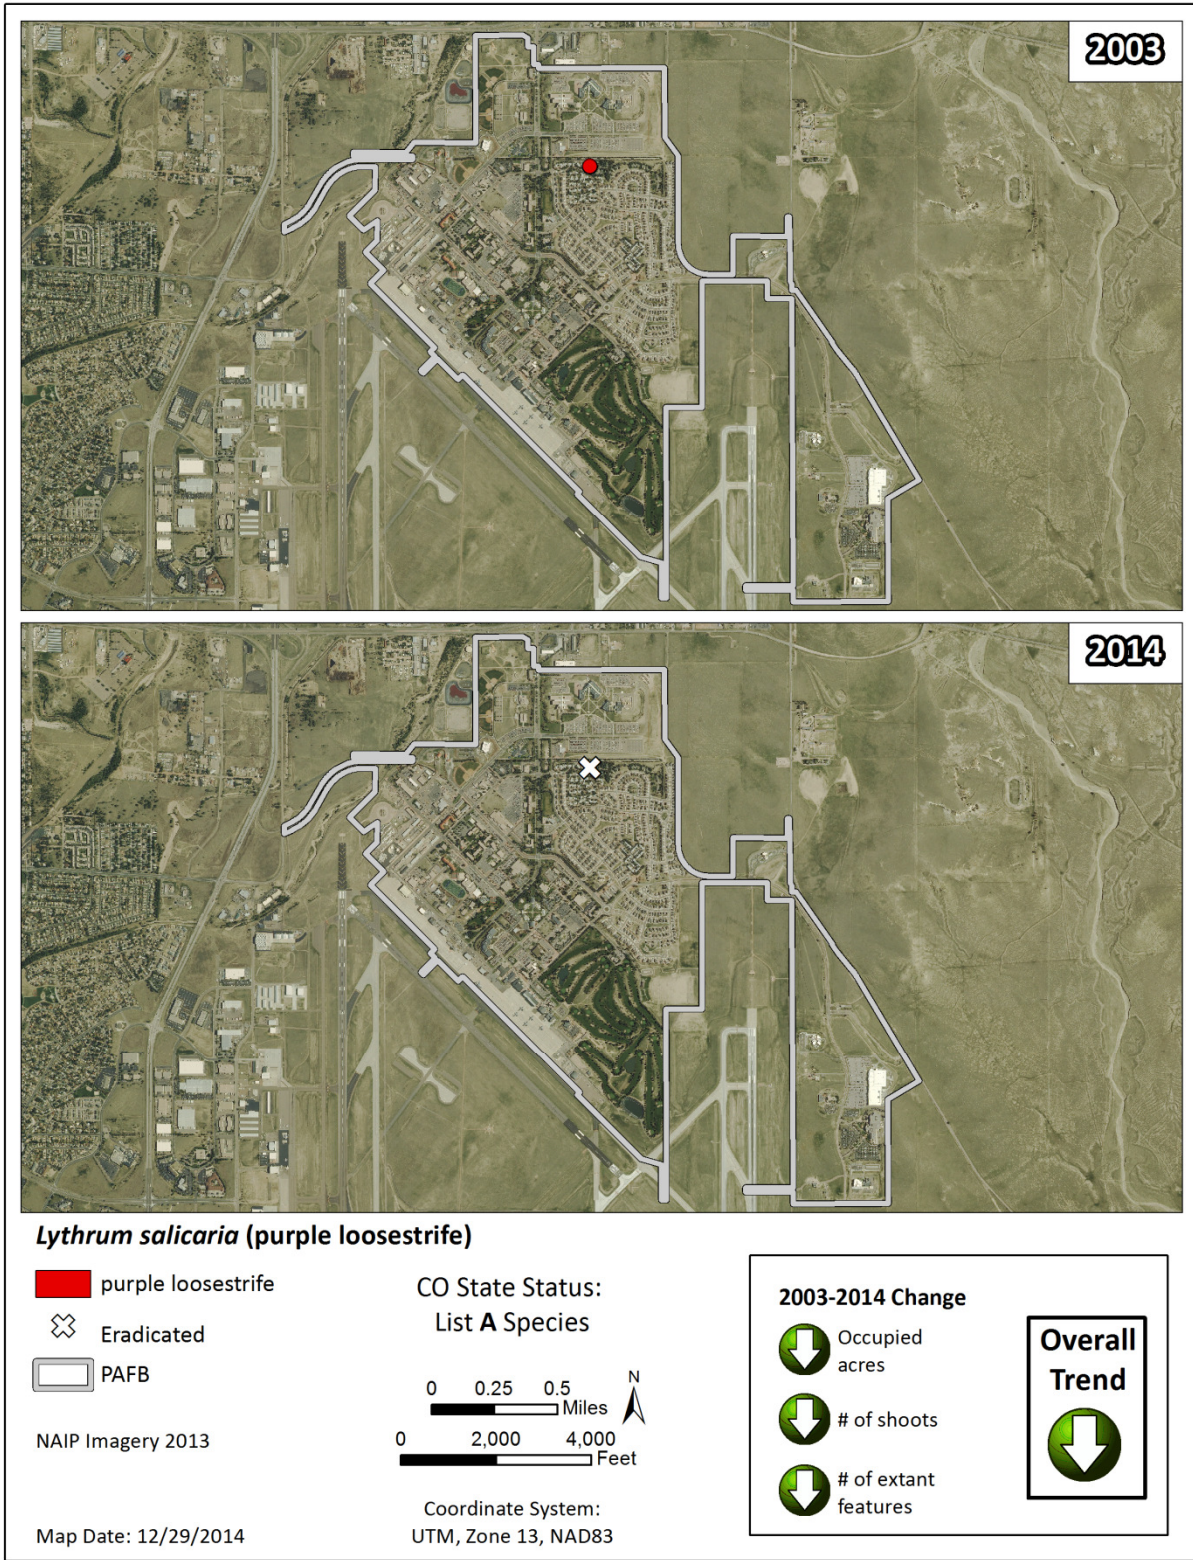 2003
2014
Lythrum salicaria (purple loosestrife)
purple loosestrife
Eradicated
PAFB
NAIP Imagery 2013
Map Date: 12/29/2014
CO State Status:
List A Species
N
0 0.25 0.5
Miles
0 2,000 4,000
Feet
Coordinate System:
UTM, Zone 13, NAD83
2003-2014 Change
Occupied
acres
# of shoots
# of extant
features
Overall
Trend